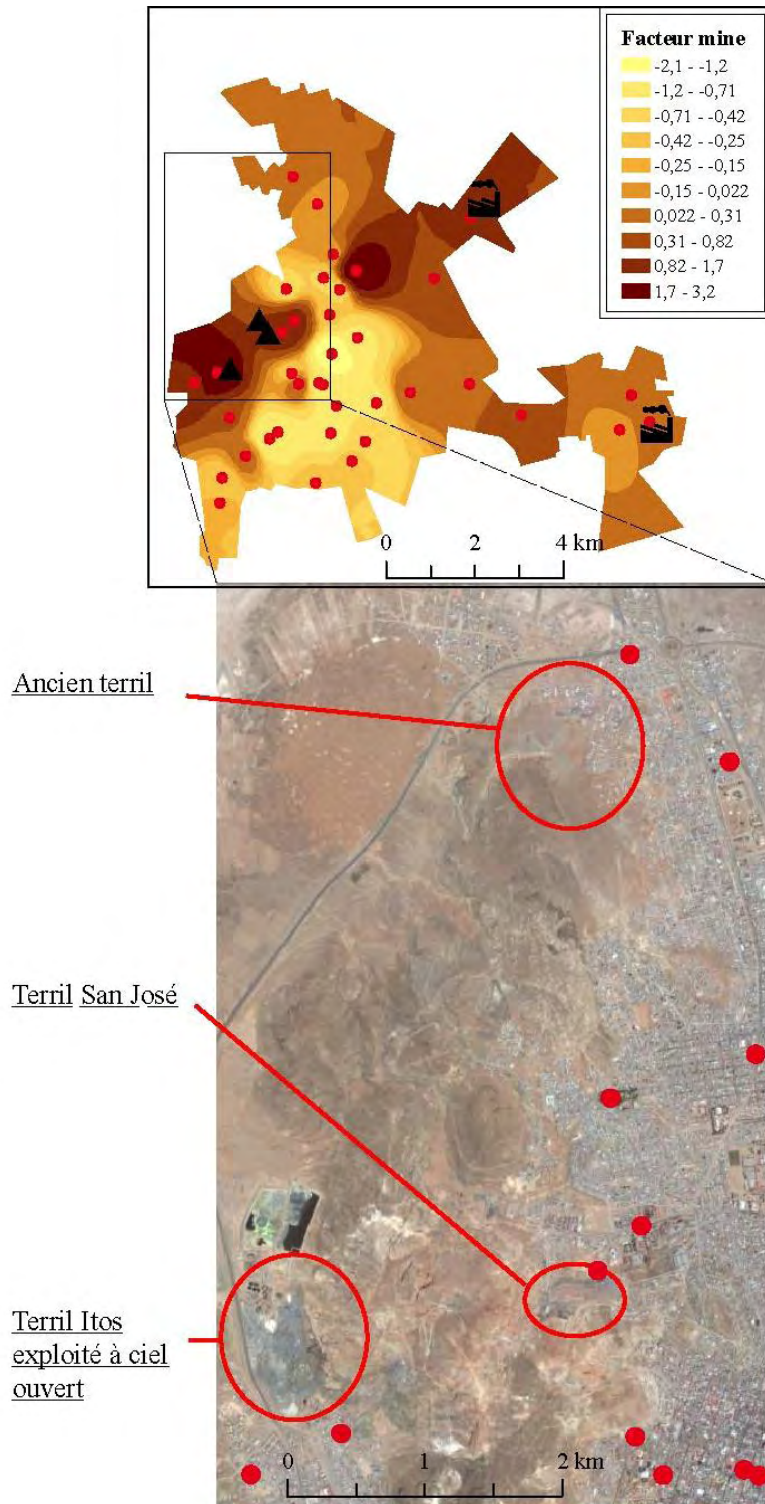 Facteur mine
-2,1 - -1,2
-1,2 - -0,71
-0,71 - -0,42
-0,42 - -0,25
-0,25 - -0,15
-0,15 - 0,022
0,022 - 0,31
0,31 - 0,82
0,82 - 1,7
1,7 - 3,2
0 2 4 km
Ancien terril
Terril San José
Terril Itos
exploité à ciel
ouvert
0 1 2 km